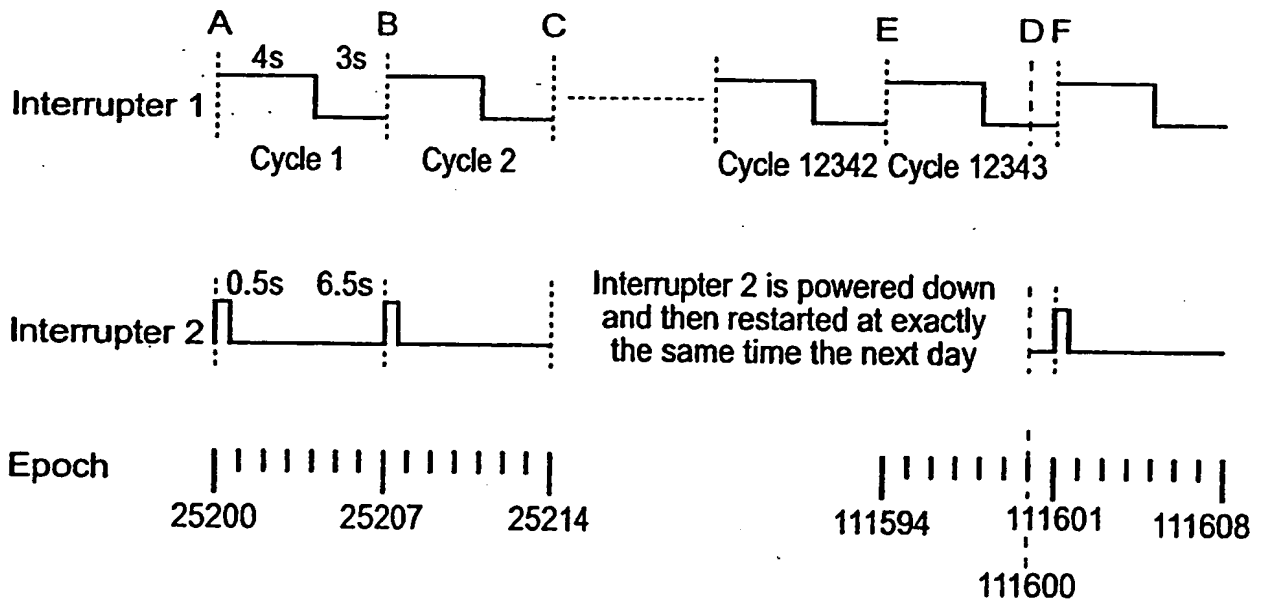 A B C E D F
4s 3s
Interrupter 1
Cycle 1 Cycle 2 Cycle 12342 Cycle 12343
0.5s 6.5s
Interrupter 2
Interrupter 2 is powered down
and then restarted at exactly
the same time the next day
Epoch
25200 25207 25214 111594 111601 111608
111600